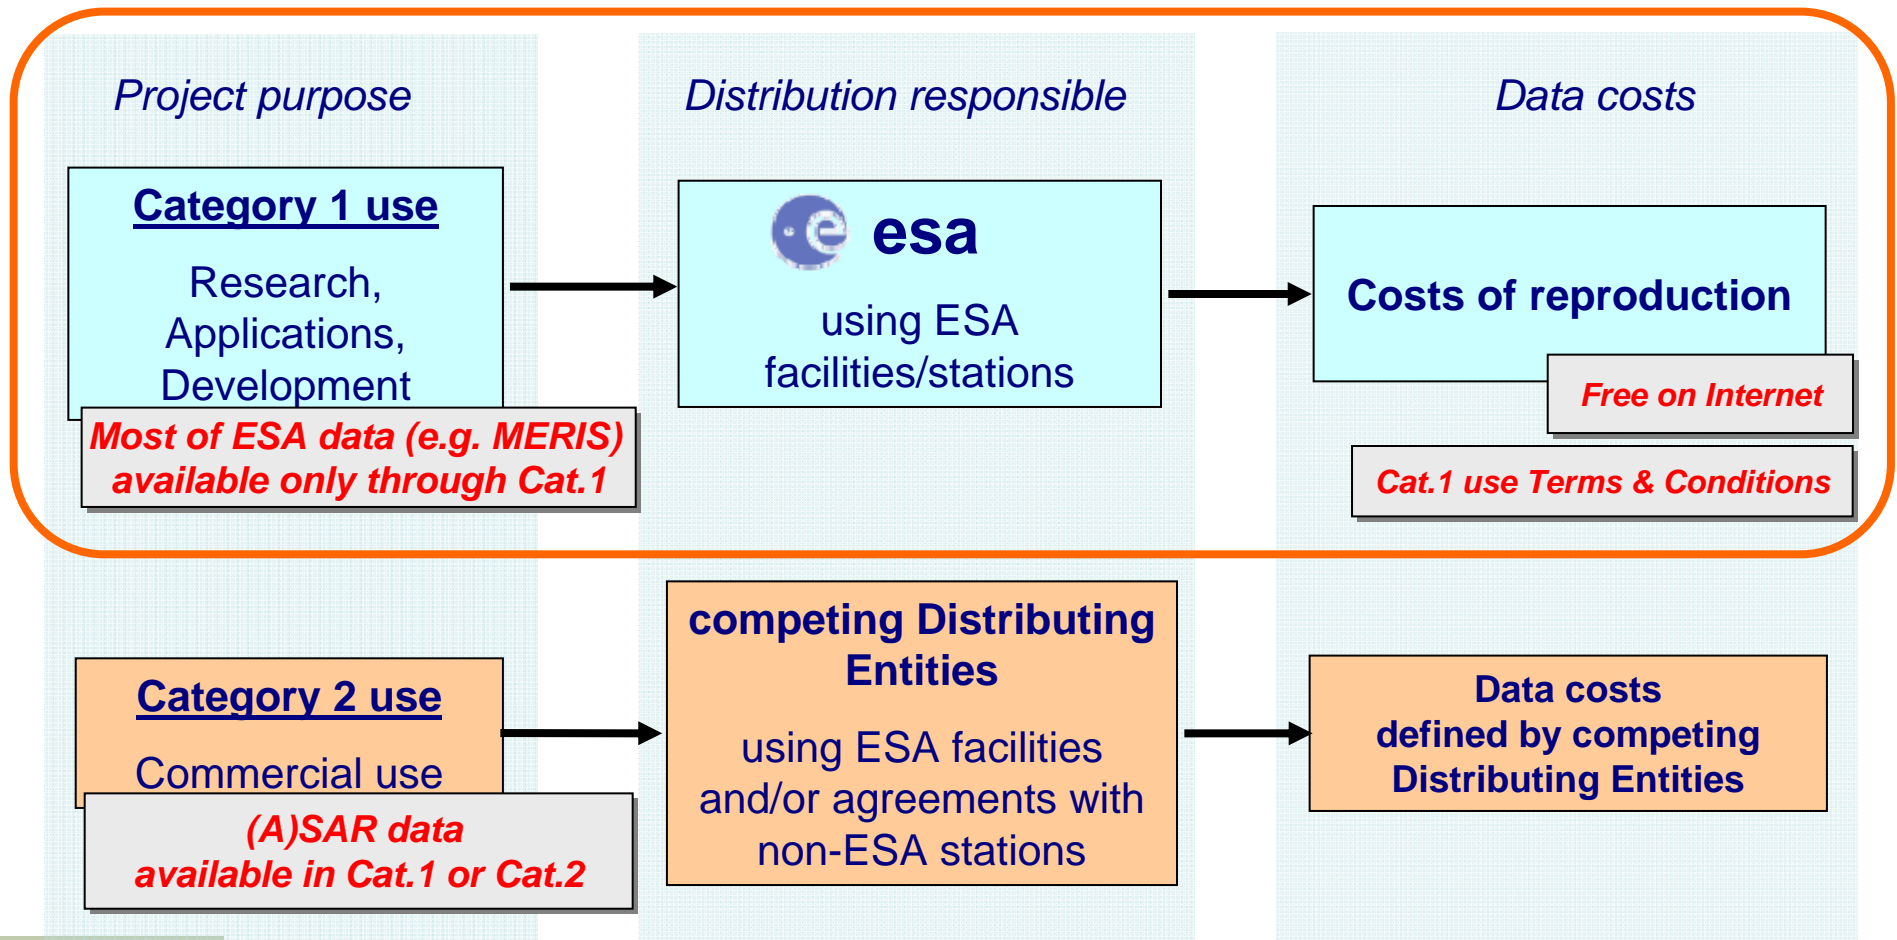 Project purpose
Distribution responsible
Data costs
Category 1 use
Research,
Applications,
Development
Most of ESA data (e.g. MERIS)
available only through Cat.1
esa
using ESA
facilities/stations
Costs of reproduction
Free on Internet
Cat.1 use Terms & Conditions
Category 2 use
Commercial use
(A)SAR data
available in Cat.1 or Cat.2
competing Distributing
Entities
using ESA facilities
and/or agreements with
non-ESA stations
Data costs
defined by competing
Distributing Entities